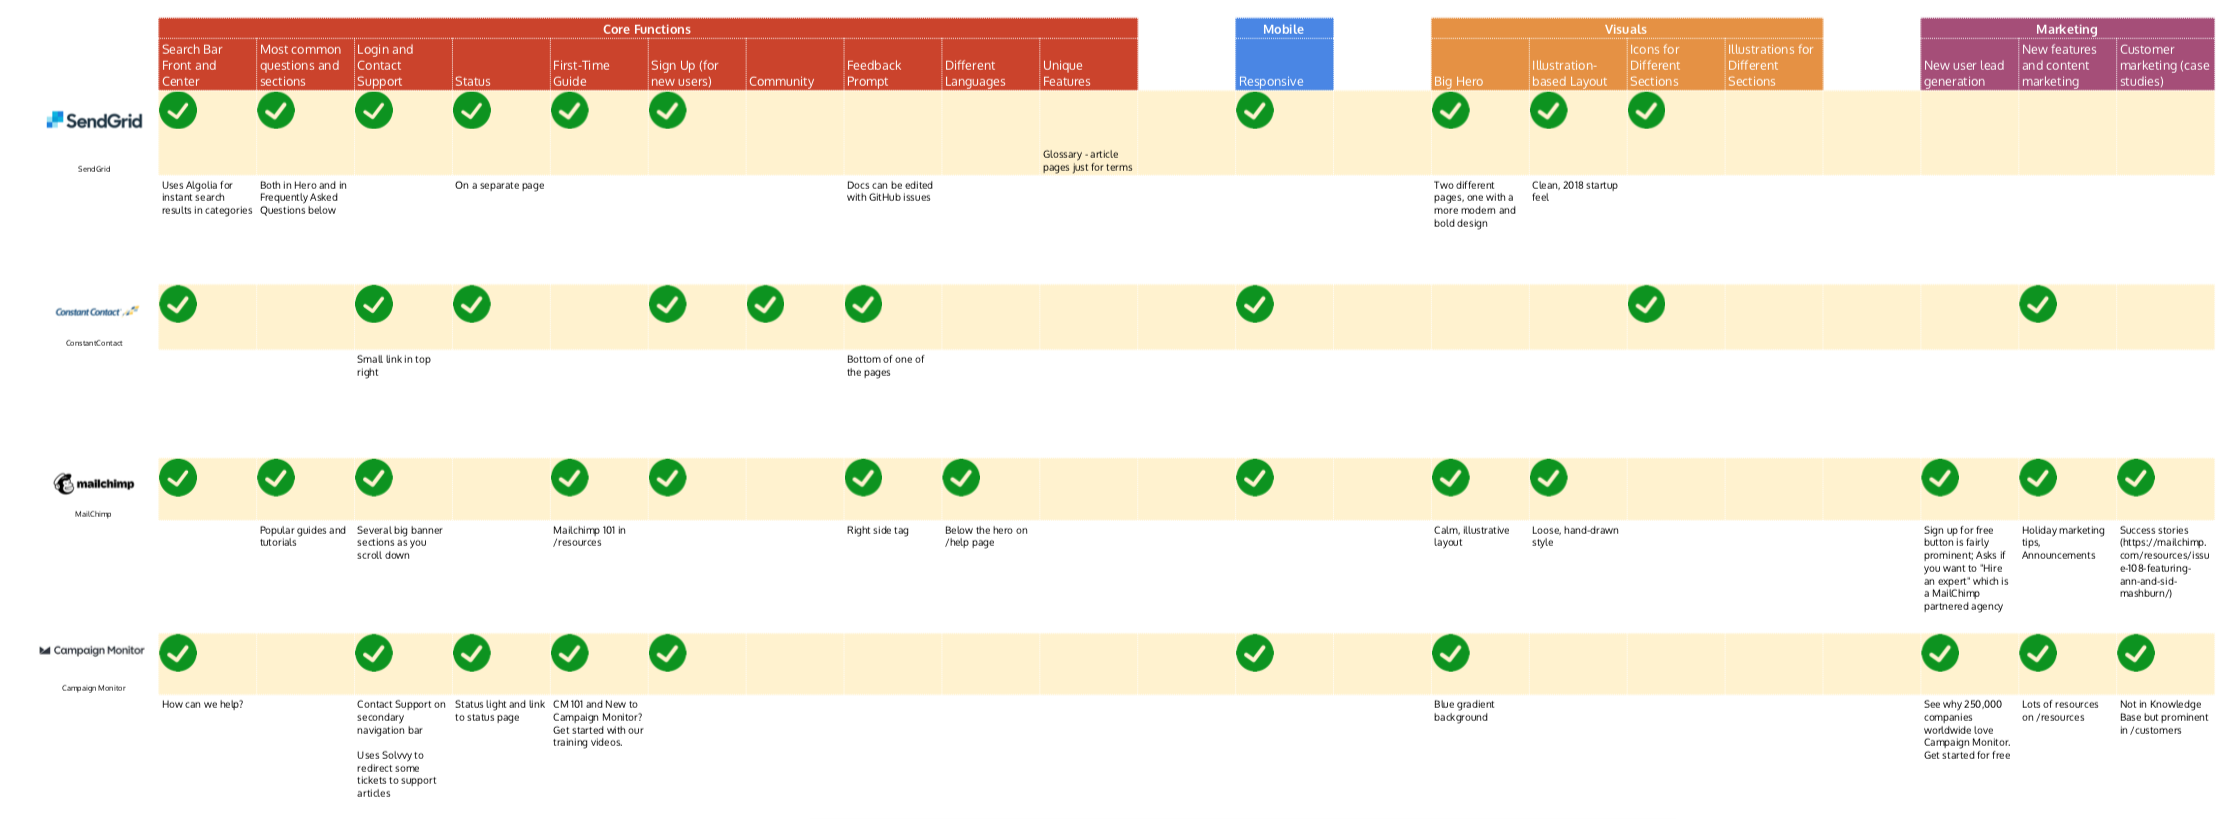 Core Functions
Mobile
Visuals
Marketing
Search Bar
Front and
Center
Most common
questions and
sections
Login and
Contact
Support
Status
First-Time
Guide
Sign Up (for
new users)
Community
Feedback
Prompt
Different
Languages
Unique
Features
Responsive
Big Hero
Illustration-
based Layout
Icons for
Different
Sections
Illustrations for
Different
Sections
New user lead
generation
New features
and content
marketing
Customer
marketing (case
studies)
SendGrid
SendGrid
Glossary - article
pages just for terms
Uses Algolia for
instant search
results in categories
Both in Hero and in
Frequently Asked
Questions below
On a separate page
Docs can be edited
with GitHub issues
Two different
pages, one with a
more modern and
bold design
Clean, 2018 startup
feel
Constant Contact
ConstantContact
Small link in top
right
Bottom of one of
the pages
mailchimp
MailChimp
Popular guides and
tutorials
Several big banner
sections as you
scroll down
Mailchimp 101 in
/resources
Right side tag
Below the hero on
/help page
Calm, illustrative
layout
Loose, hand-drawn
style
Sign up for free
button is fairly
prominent; Asks if
you want to "Hire
an expert" which is
a MailChimp
partnered agency
Holiday marketing
tips,
Announcements
Success stories
(https://mailchimp.
com/resources/issu
e-108-featuring-
ann-and-sid-
mashburn/)
Campaign Monitor
Campaign Monitor
How can we help?
Contact Support on
secondary
navigation bar
Uses Solvvy to
redirect some
tickets to support
articles
Status light and link
to status page
CM 101 and New to
Campaign Monitor?
Get started with our
training videos.
Blue gradient
background
See why 250,000
companies
worldwide love
Campaign Monitor.
Get started for free
Lots of resources
on /resources
Not in Knowledge
Base but prominent
in /customers